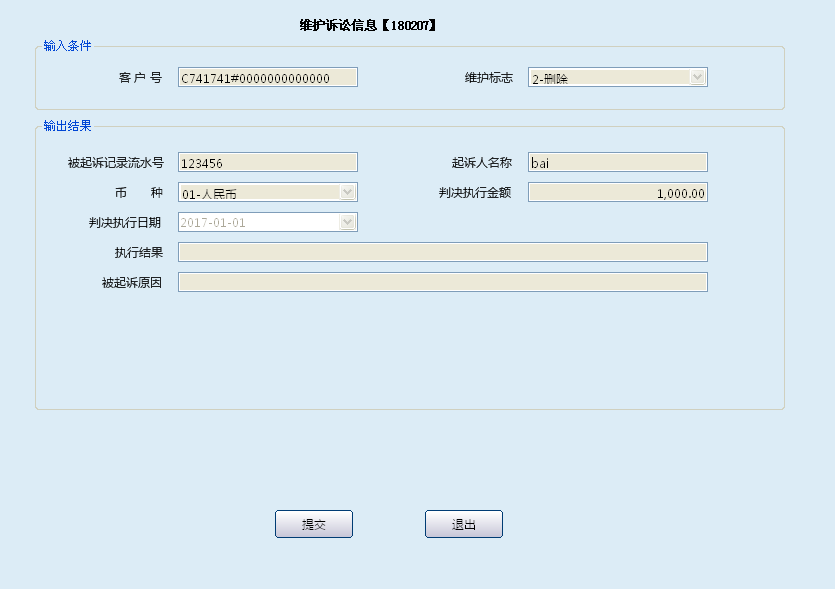 维护诉讼信息【180207】
输入条件
客 户 号 C741741#0000000000000 维护标志 2-删除
输出结果
被起诉记录流水号 123456 起诉人名称 bai
币 种 01-人民币 判决执行金额 1,000.00
判决执行日期 2017-01-01
执行结果
被起诉原因
提交 退出